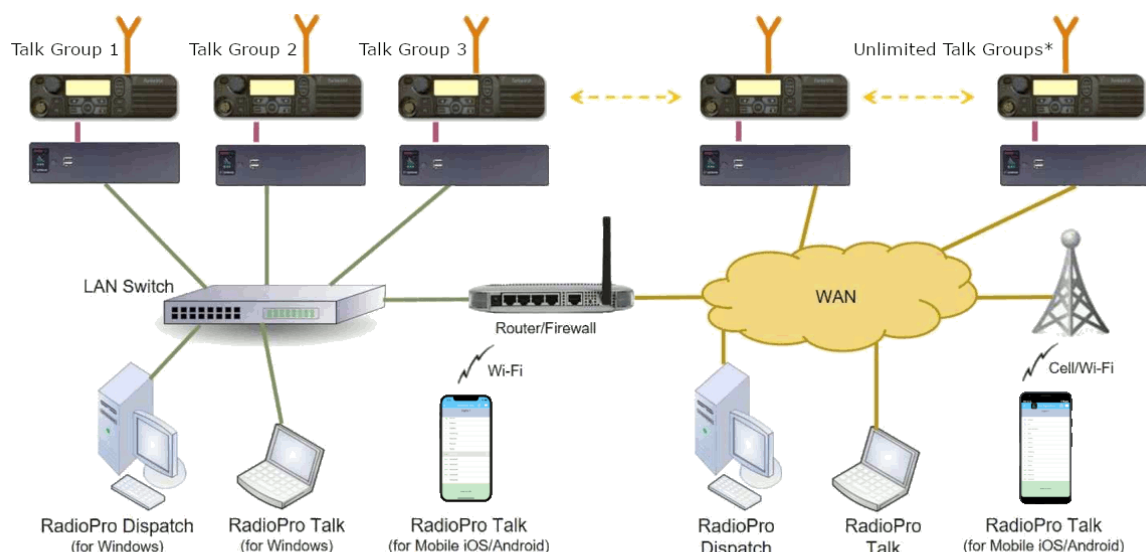 Talk Group 1
Talk Group 2
Talk Group 3
Unlimited Talk Groups*
LAN Switch
Router/Firewall
WAN
Wi-Fi
Cell/Wi-Fi
RadioPro Dispatch
(for Windows)
RadioPro Talk
(for Windows)
RadioPro Talk
(for Mobile iOS/Android)
RadioPro
Dispatch
RadioPro
Talk
RadioPro Talk
(for Mobile iOS/Android)